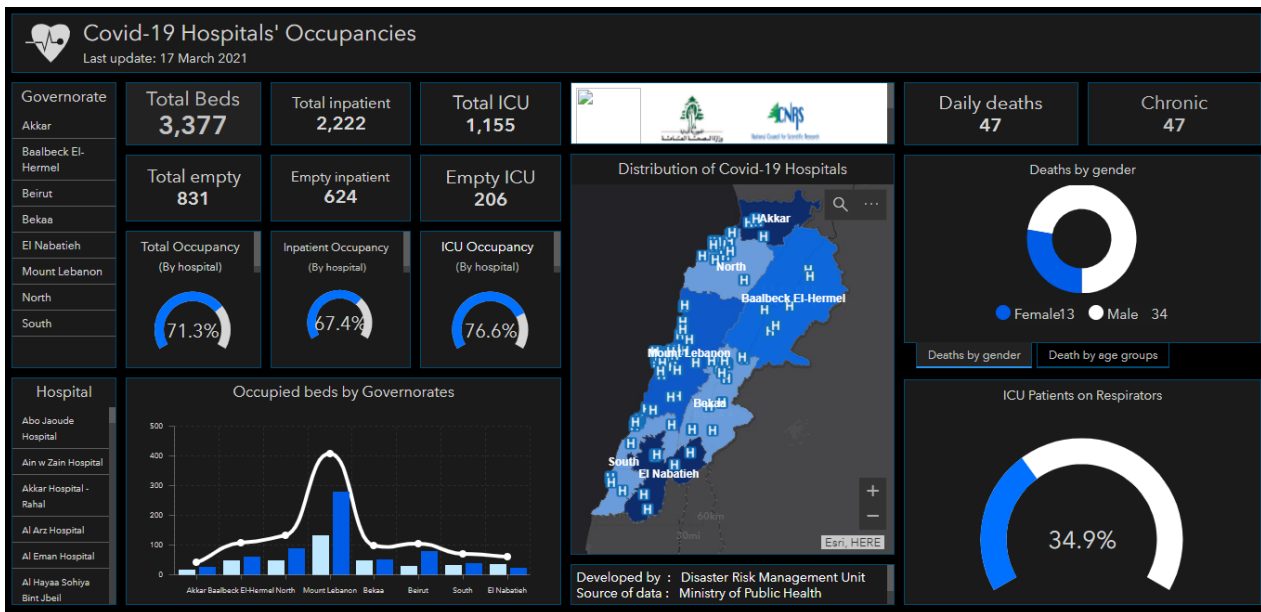 Covid-19 Hospitals' Occupancies
Last update: 17 March 2021
Governorate
Akkar
Baalbeck El-
Hermel
Beirut
Bekaa
El Nabatieh
Mount Lebanon
North
South
Total Beds
3,377
Total inpatient
2,222
Total ICU
1,155
Total empty
831
Empty inpatient
624
Empty ICU
206
Total Occupancy
(By hospital)
71.3%
Inpatient Occupancy
(By hospital)
67.4%
ICU Occupancy
(By hospital)
76.6%
CNRS
National Council for Scientific Research
Distribution of Covid-19 Hospitals
Akkar
North
Baalbeck El-Hermel
Mount Lebanon
Bekaa
South
El Nabatieh
60km
30mi
Esri, HERE
Developed by : Disaster Risk Management Unit
Source of data : Ministry of Public Health
Daily deaths
47
Chronic
47
Deaths by gender
Female13 Male 34
Deaths by gender
Death by age groups
ICU Patients on Respirators
34.9%
Hospital
Abo Jaoude
Hospital
Ain w Zain Hospital
Akkar Hospital -
Rahal
Al Arz Hospital
Al Eman Hospital
Al Hayaa Sohiya
Bint Jbeil
Occupied beds by Governorates
500
400
300
200
100
0
Akkar Baalbeck El-Hermel North Mount Lebanon Bekaa Beirut South El Nabatieh